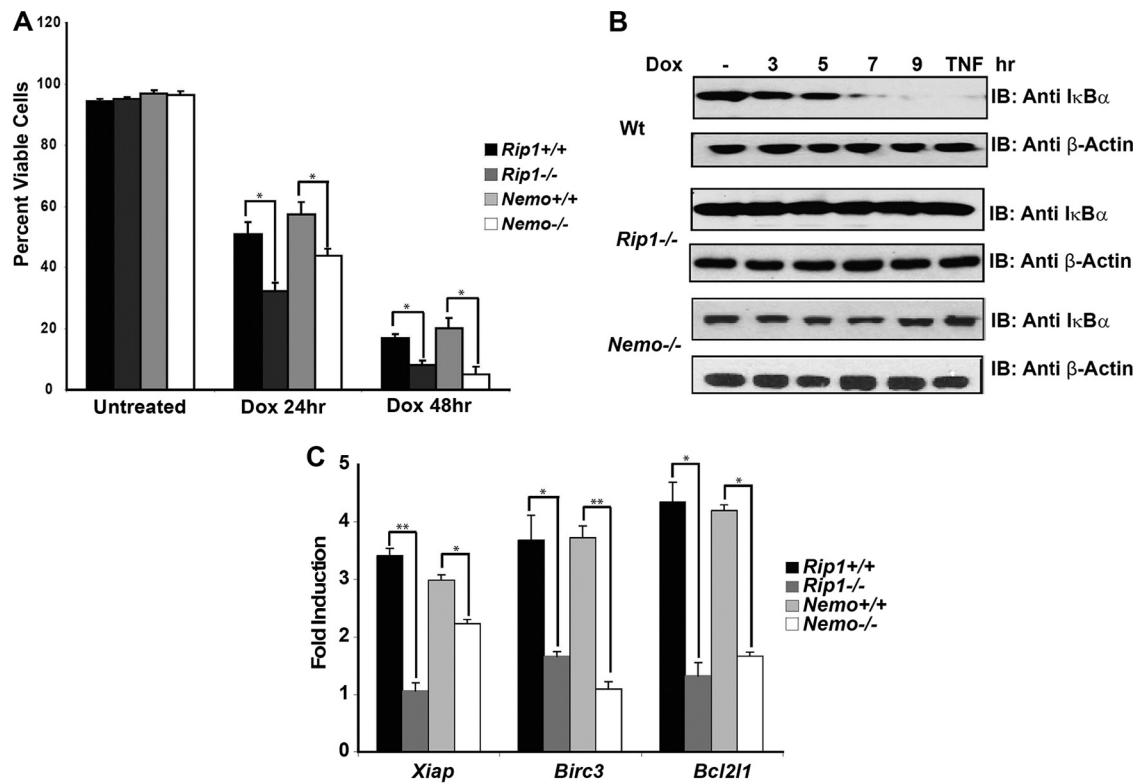 A
120
100
80
60
40
20
0
Percent Viable Cells
* * * *
Untreated Dox 24hr Dox 48hr
Rip1+/+
Rip1-/-
Nemo+/+
Nemo-/-
B
Dox - 3 5 7 9 TNF hr
Wt
IB: Anti IκBα
IB: Anti β-Actin
Rip1-/-
IB: Anti IκBα
IB: Anti β-Actin
Nemo-/-
IB: Anti IκBα
IB: Anti β-Actin
C
5
4
3
2
1
0
Fold Induction
** * * ** * *
Xiap Birc3 Bcl2l1
Rip1+/+
Rip1-/-
Nemo+/+
Nemo-/-